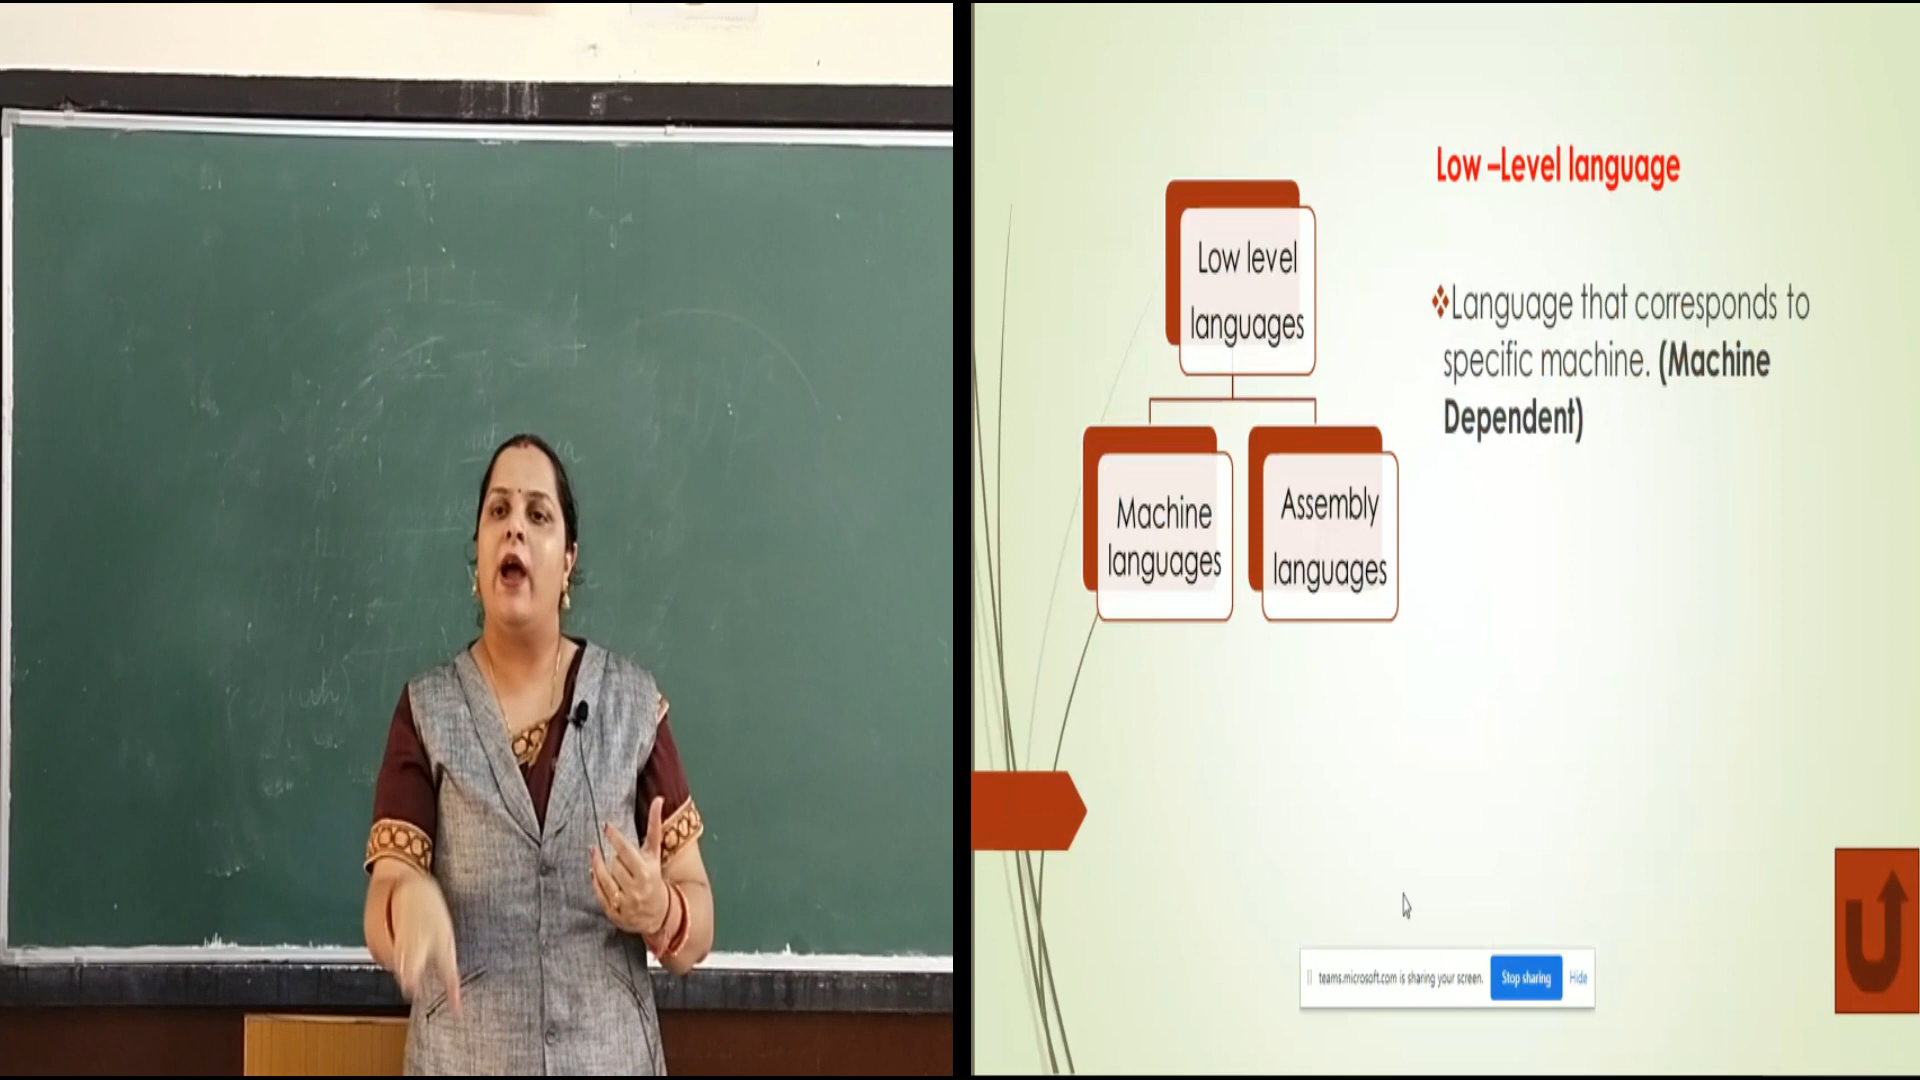 Low –Level language
Low level
languages
Machine
languages
Assembly
languages
❖Language that corresponds to
specific machine. (Machine
Dependent)
teams.microsoft.com is sharing your screen.
Stop sharing
Hide